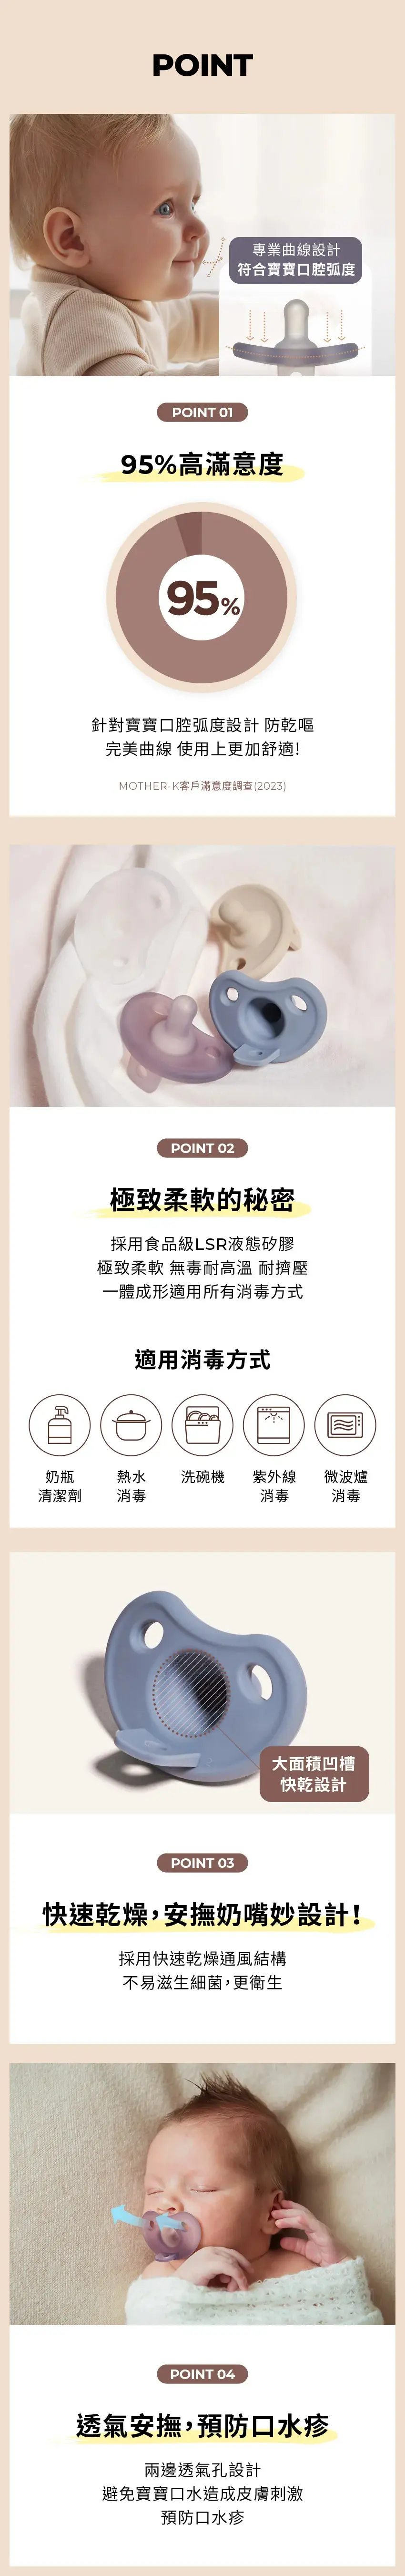 POINT
專業曲線設計
符合寶寶口腔弧度
POINT 01
95%高滿意度
95%
針對寶寶口腔弧度設計 防乾嘔
完美曲線 使用上更加舒適!
MOTHER-K客戶滿意度調查(2023)
POINT 02
極致柔軟的秘密
採用食品級LSR液態矽膠
極致柔軟 無毒耐高溫 耐擠壓
一體成形適用所有消毒方式
適用消毒方式
奶瓶
清潔劑
熱水
消毒
洗碗機
紫外線
消毒
微波爐
消毒
大面積凹槽
快乾設計
POINT 03
快速乾燥，安撫奶嘴妙設計！
採用快速乾燥通風結構
不易滋生細菌，更衛生
POINT 04
透氣安撫，預防口水疹
兩邊透氣孔設計
避免寶寶口水造成皮膚刺激
預防口水疹